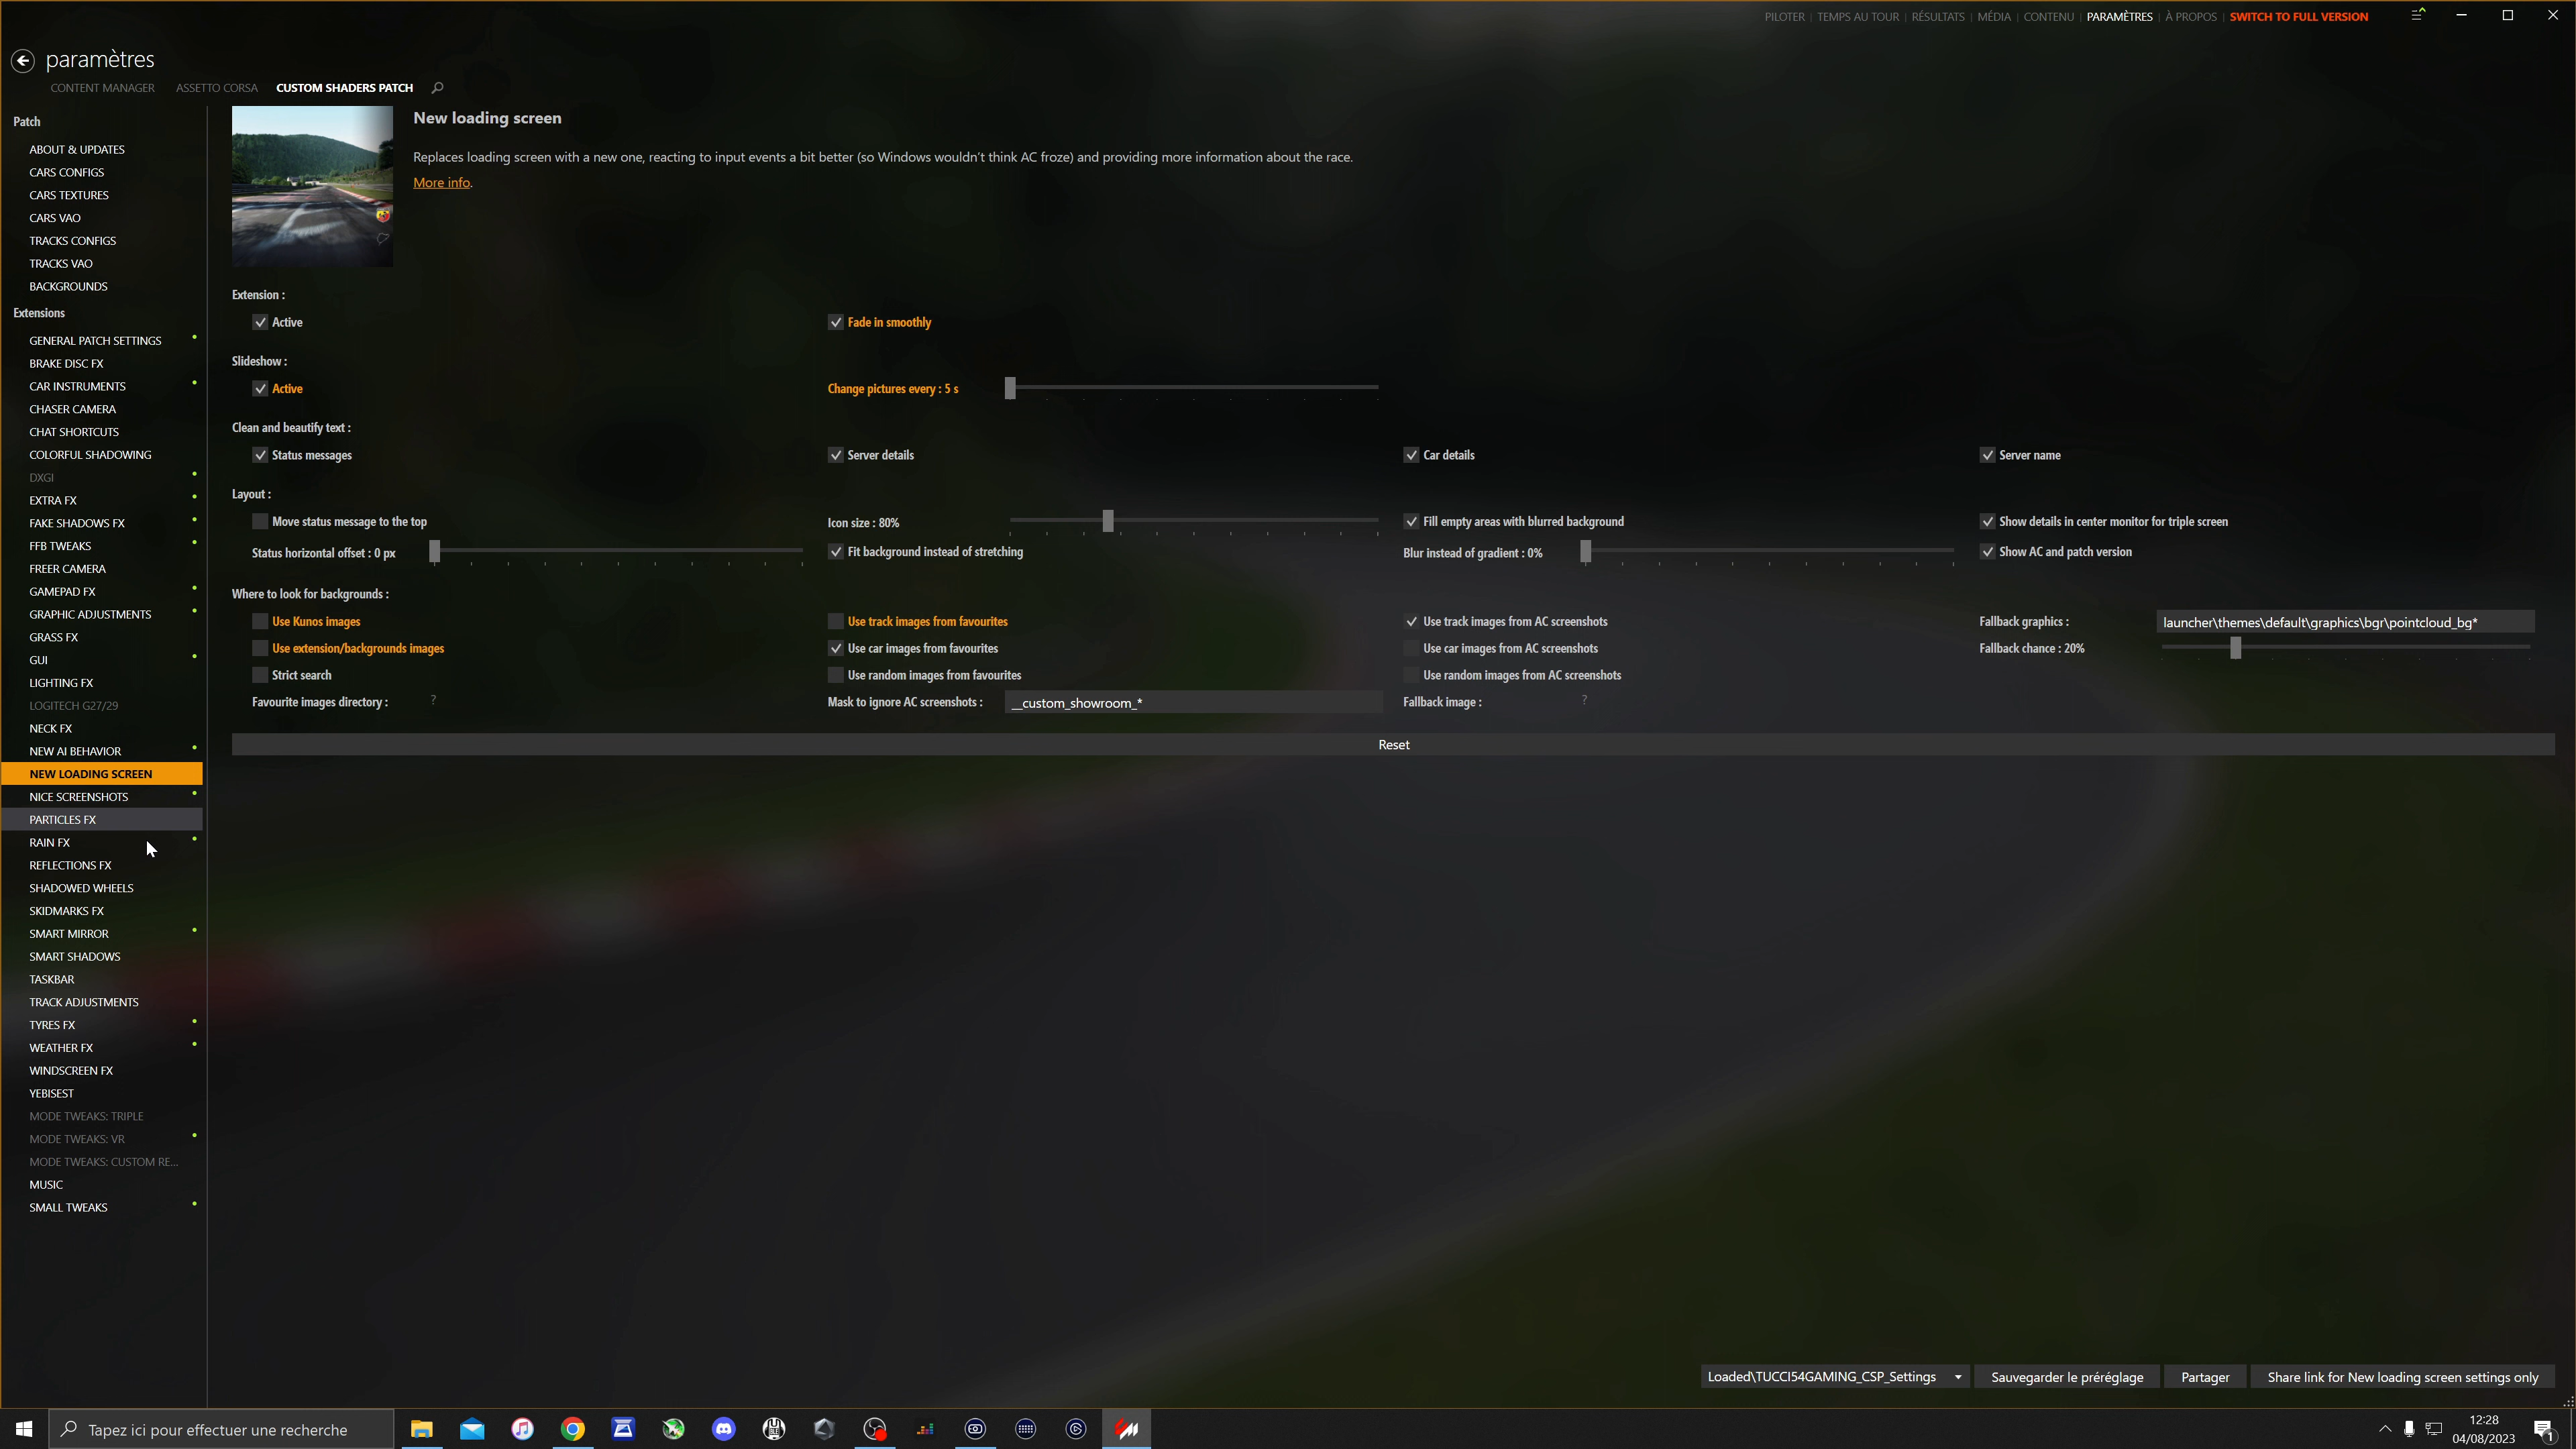 PILOTER TEMPS AU TOUR RÉSULTATS MÉDIA CONTENU PARAMÈTRES À PROPOS SWITCH TO FULL VERSION
paramètres
CONTENT MANAGER ASSETTO CORSA CUSTOM SHADERS PATCH
Patch
ABOUT & UPDATES
CARS CONFIGS
CARS TEXTURES
CARS VAO
TRACKS CONFIGS
TRACKS VAO
BACKGROUNDS
Extensions
GENERAL PATCH SETTINGS
BRAKE DISC FX
CAR INSTRUMENTS
CHASER CAMERA
CHAT SHORTCUTS
COLORFUL SHADOWING
DXGI
EXTRA FX
FAKE SHADOWS FX
FFB TWEAKS
FREER CAMERA
GAMEPAD FX
GRAPHIC ADJUSTMENTS
GRASS FX
GUI
LIGHTING FX
LOGITECH G27/29
NECK FX
NEW AI BEHAVIOR
NEW LOADING SCREEN
NICE SCREENSHOTS
PARTICLES FX
RAIN FX
REFLECTIONS FX
SHADOWED WHEELS
SKIDMARKS FX
SMART MIRROR
SMART SHADOWS
TASKBAR
TRACK ADJUSTMENTS
TYRES FX
WEATHER FX
WINDSCREEN FX
YEBISEST
MODE TWEAKS: TRIPLE
MODE TWEAKS: VR
MODE TWEAKS: CUSTOM RE...
MUSIC
SMALL TWEAKS
New loading screen
Replaces loading screen with a new one, reacting to input events a bit better (so Windows wouldn't think AC froze) and providing more information about the race.
More info.
Extension :
Active Fade in smoothly
Slideshow :
Active Change pictures every : 5 s
Clean and beautify text :
Status messages Server details Car details Server name
Layout :
Move status message to the top Icon size : 80% Fill empty areas with blurred background Show details in center monitor for triple screen
Status horizontal offset : 0 px Fit background instead of stretching Blur instead of gradient : 0% Show AC and patch version
Where to look for backgrounds :
Use Kunos images Use track images from favourites Use track images from AC screenshots Fallback graphics : launcher\themes\default\graphics\bgr\pointcloud_bg*
Use extension/backgrounds images Use car images from favourites Use car images from AC screenshots Fallback chance : 20%
Strict search Use random images from favourites Use random images from AC screenshots
Favourite images directory : ? Mask to ignore AC screenshots : __custom_showroom_* Fallback image : ?
Reset
Loaded\TUCCI54GAMING_CSP_Settings Sauvegarder le préréglage Partager Share link for New loading screen settings only
Tapez ici pour effectuer une recherche
12:28
04/08/2023
1